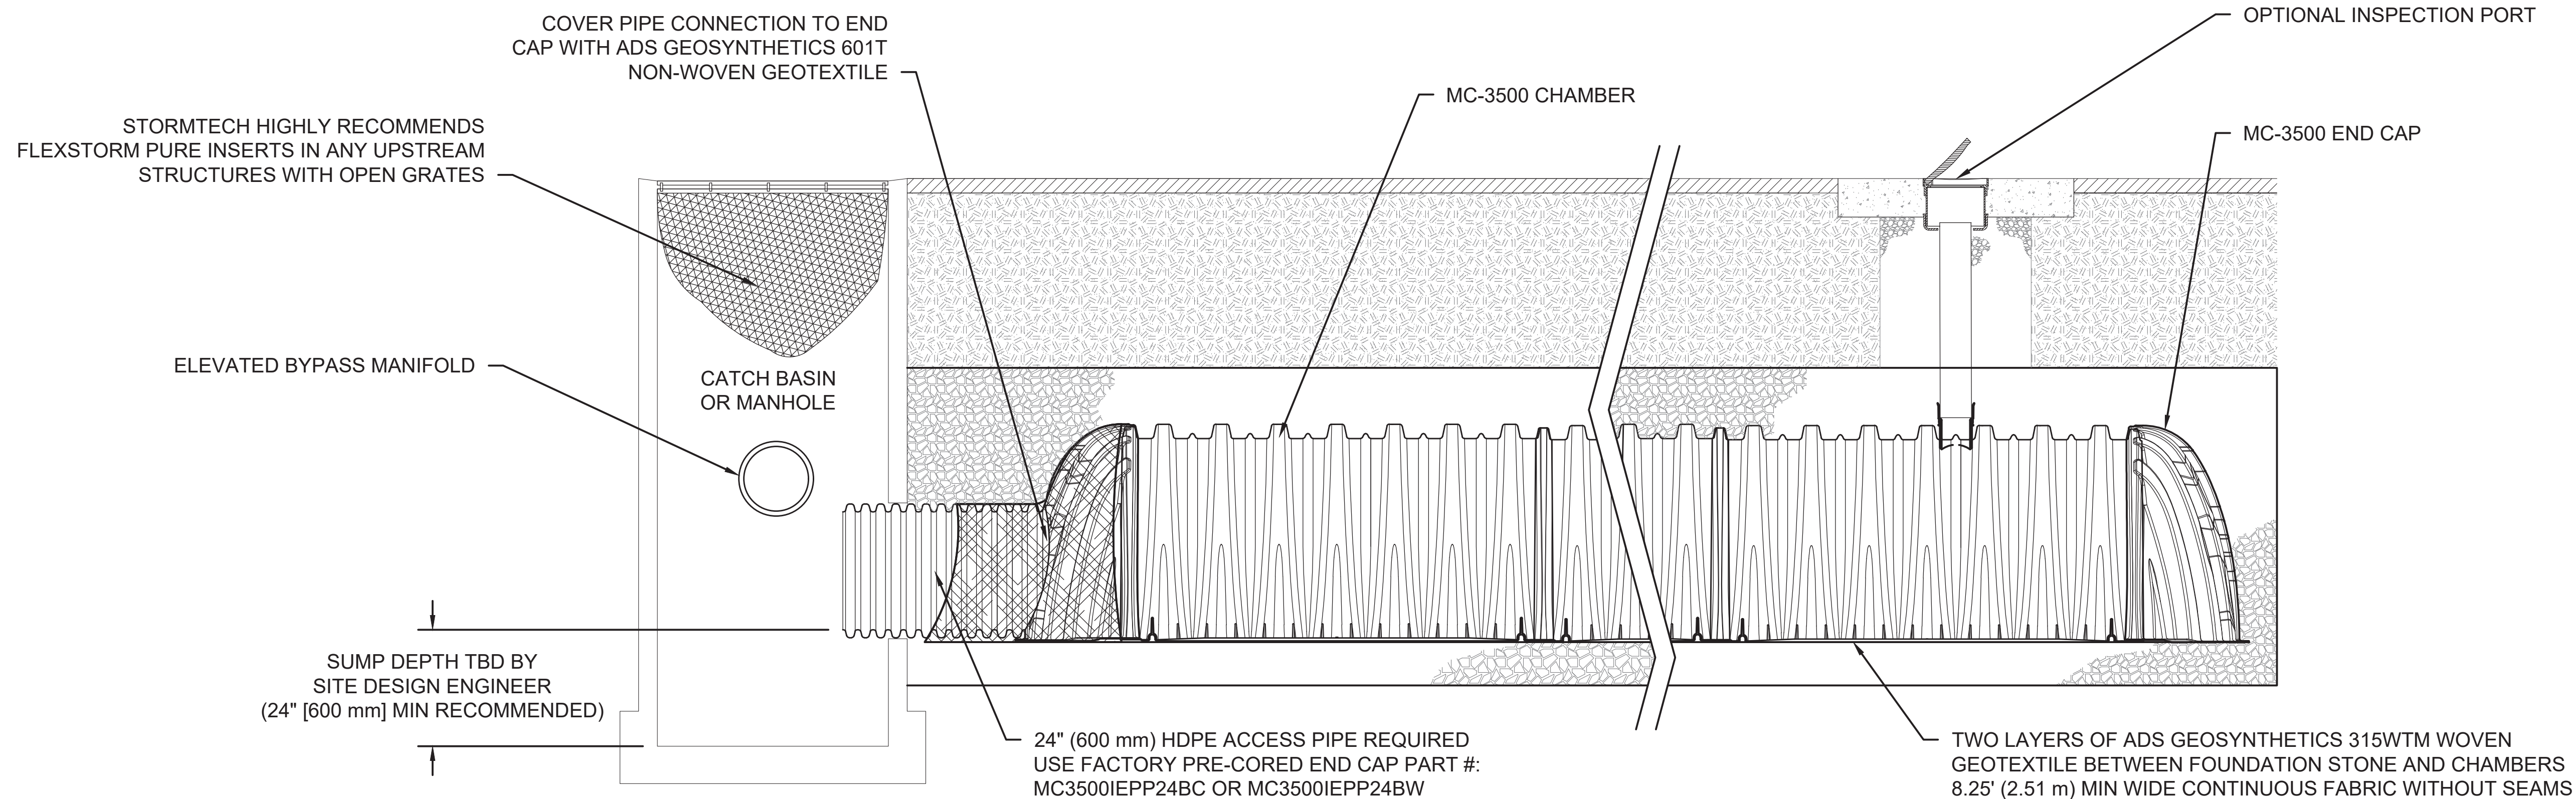 COVER PIPE CONNECTION TO END
CAP WITH ADS GEOSYNTHETICS 601T
NON-WOVEN GEOTEXTILE
OPTIONAL INSPECTION PORT
MC-3500 CHAMBER
STORMTECH HIGHLY RECOMMENDS
FLEXSTORM PURE INSERTS IN ANY UPSTREAM
STRUCTURES WITH OPEN GRATES
MC-3500 END CAP
ELEVATED BYPASS MANIFOLD
CATCH BASIN
OR MANHOLE
SUMP DEPTH TBD BY
SITE DESIGN ENGINEER
(24" [600 mm] MIN RECOMMENDED)
24" (600 mm) HDPE ACCESS PIPE REQUIRED
USE FACTORY PRE-CORED END CAP PART #:
MC3500IEPP24BC OR MC3500IEPP24BW
TWO LAYERS OF ADS GEOSYNTHETICS 315WTM WOVEN
GEOTEXTILE BETWEEN FOUNDATION STONE AND CHAMBERS
8.25' (2.51 m) MIN WIDE CONTINUOUS FABRIC WITHOUT SEAMS